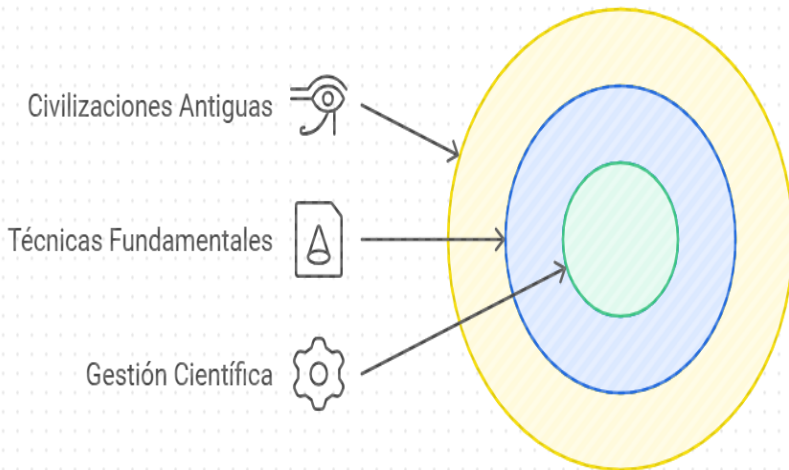 Civilizaciones Antiguas
Técnicas Fundamentales
Gestión Científica